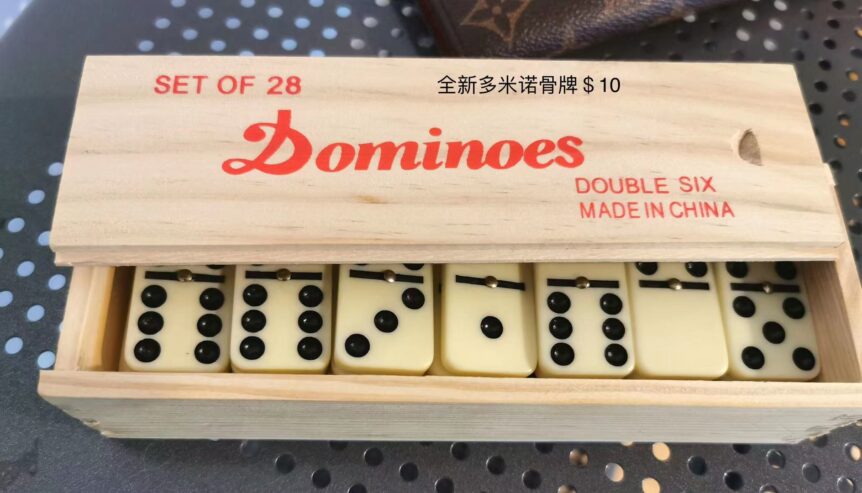 SET OF 28
全新多米诺骨牌＄10
Dominoes
DOUBLE SIX
MADE IN CHINA